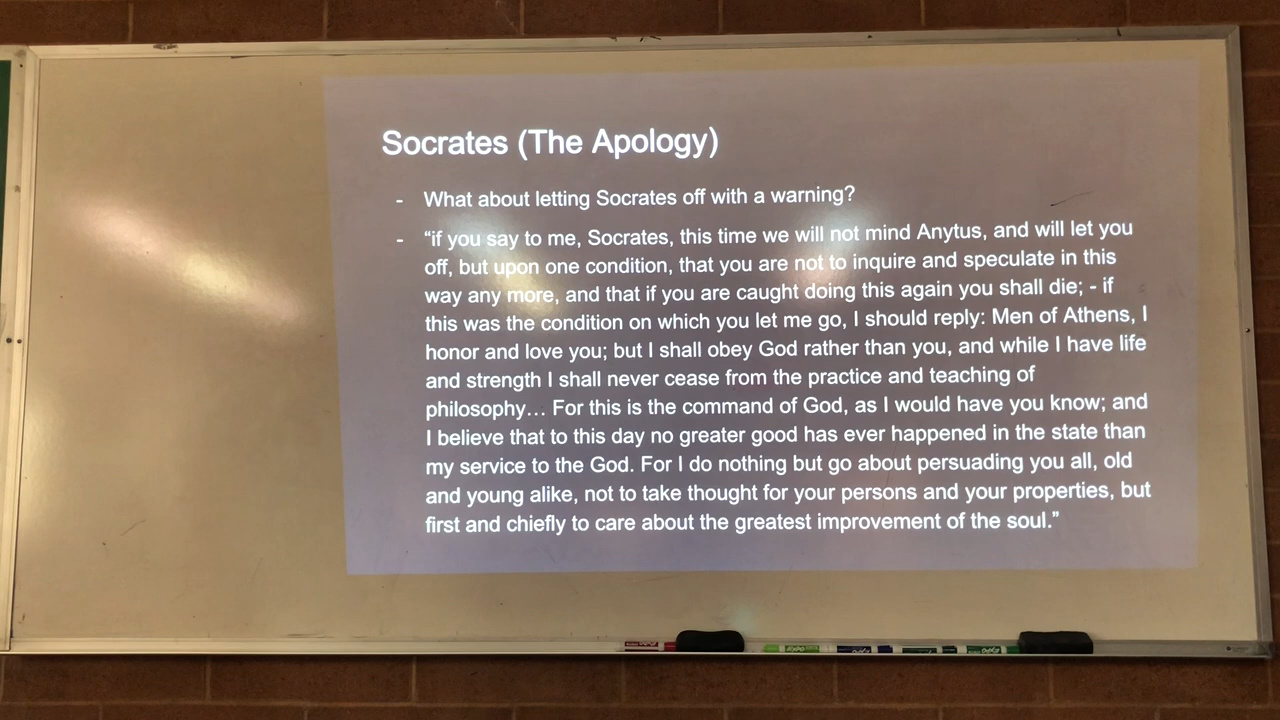 Socrates (The Apology)
- What about letting Socrates off with a warning?
- “if you say to me, Socrates, this time we will not mind Anytus, and will let you
off, but upon one condition, that you are not to inquire and speculate in this
way any more, and that if you are caught doing this again you shall die; - if
this was the condition on which you let me go, I should reply: Men of Athens, I
honor and love you; but I shall obey God rather than you, and while I have life
and strength I shall never cease from the practice and teaching of
philosophy… For this is the command of God, as I would have you know; and
I believe that to this day no greater good has ever happened in the state than
my service to the God. For I do nothing but go about persuading you all, old
and young alike, not to take thought for your persons and your properties, but
first and chiefly to care about the greatest improvement of the soul.”
EXPO